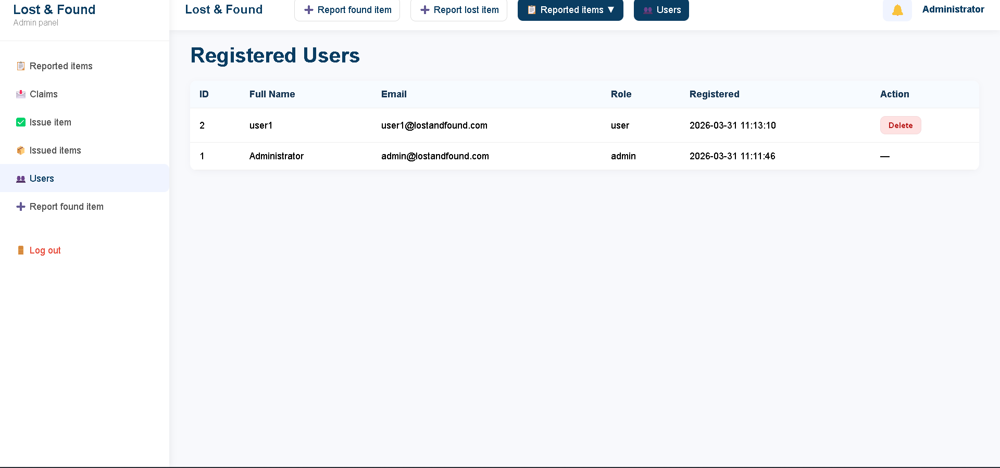 Lost & Found
Admin panel
Reported items
Claims
Issue item
Issued items
Users
Report found item
Log out
Lost & Found
Report found item
Report lost item
Reported items ▼
Users
Administrator
Registered Users
ID Full Name Email Role Registered Action
2 user1 user1@lostandfound.com user 2026-03-31 11:13:10 Delete
1 Administrator admin@lostandfound.com admin 2026-03-31 11:11:46 —